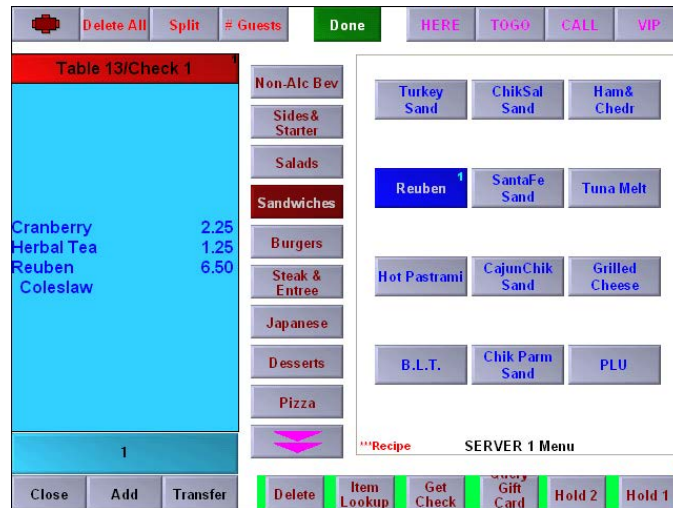 Delete All
Split
# Guests
Done
HERE
TOGO
CALL
VIP
Table 13/Check 1
1
Cranberry 2.25
Herbal Tea 1.25
Reuben 6.50
Coleslaw
1
Close
Add
Transfer
Non-Alc Bev
Sides&
Starter
Salads
Sandwiches
Burgers
Steak &
Entree
Japanese
Desserts
Pizza
Turkey
Sand
ChikSal
Sand
Ham&
Chedr
Reuben
1
SantaFe
Sand
Tuna Melt
Hot Pastrami
CajunChik
Sand
Grilled
Cheese
B.L.T.
Chik Parm
Sand
PLU
***Recipe
SERVER 1 Menu
Delete
Item
Lookup
Get
Check
Query
Gift
Card
Hold 2
Hold 1